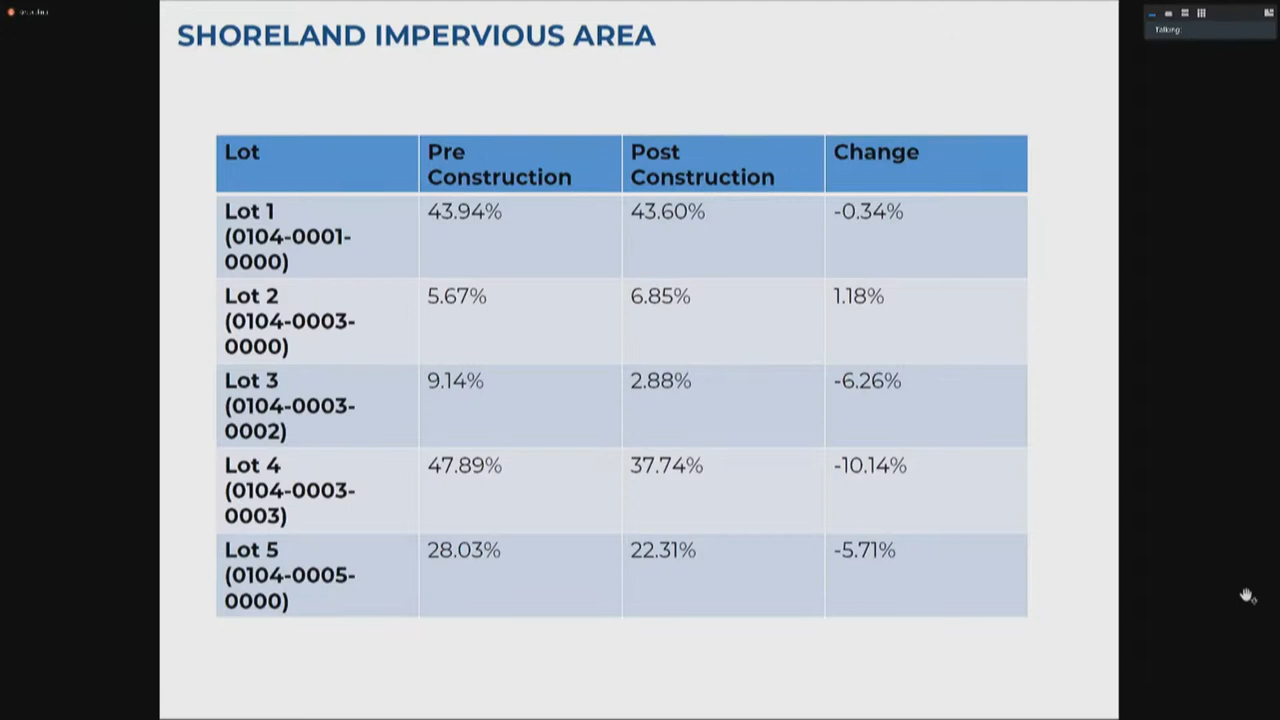 SHORELAND IMPERVIOUS AREA
Talking:
Lot
Pre
Construction
Post
Construction
Change
Lot 1
(0104-0001-
0000)
43.94%
43.60%
-0.34%
Lot 2
(0104-0003-
0000)
5.67%
6.85%
1.18%
Lot 3
(0104-0003-
0002)
9.14%
2.88%
-6.26%
Lot 4
(0104-0003-
0003)
47.89%
37.74%
-10.14%
Lot 5
(0104-0005-
0000)
28.03%
22.31%
-5.71%